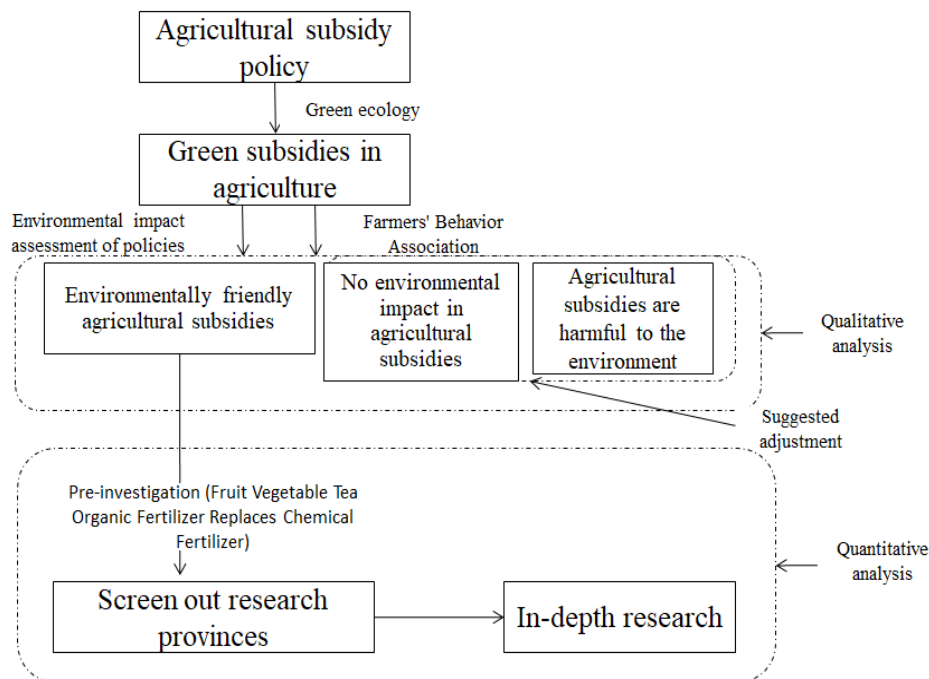 Agricultural subsidy
policy
Green ecology
Green subsidies in
agriculture
Environmental impact
assessment of policies
Farmers' Behavior
Association
Environmentally friendly
agricultural subsidies
No environmental
impact in
agricultural
subsidies
Agricultural
subsidies are
harmful to the
environment
Qualitative
analysis
Suggested
adjustment
Pre-investigation (Fruit Vegetable Tea
Organic Fertilizer Replaces Chemical
Fertilizer)
Quantitative
analysis
Screen out research
provinces
In-depth research